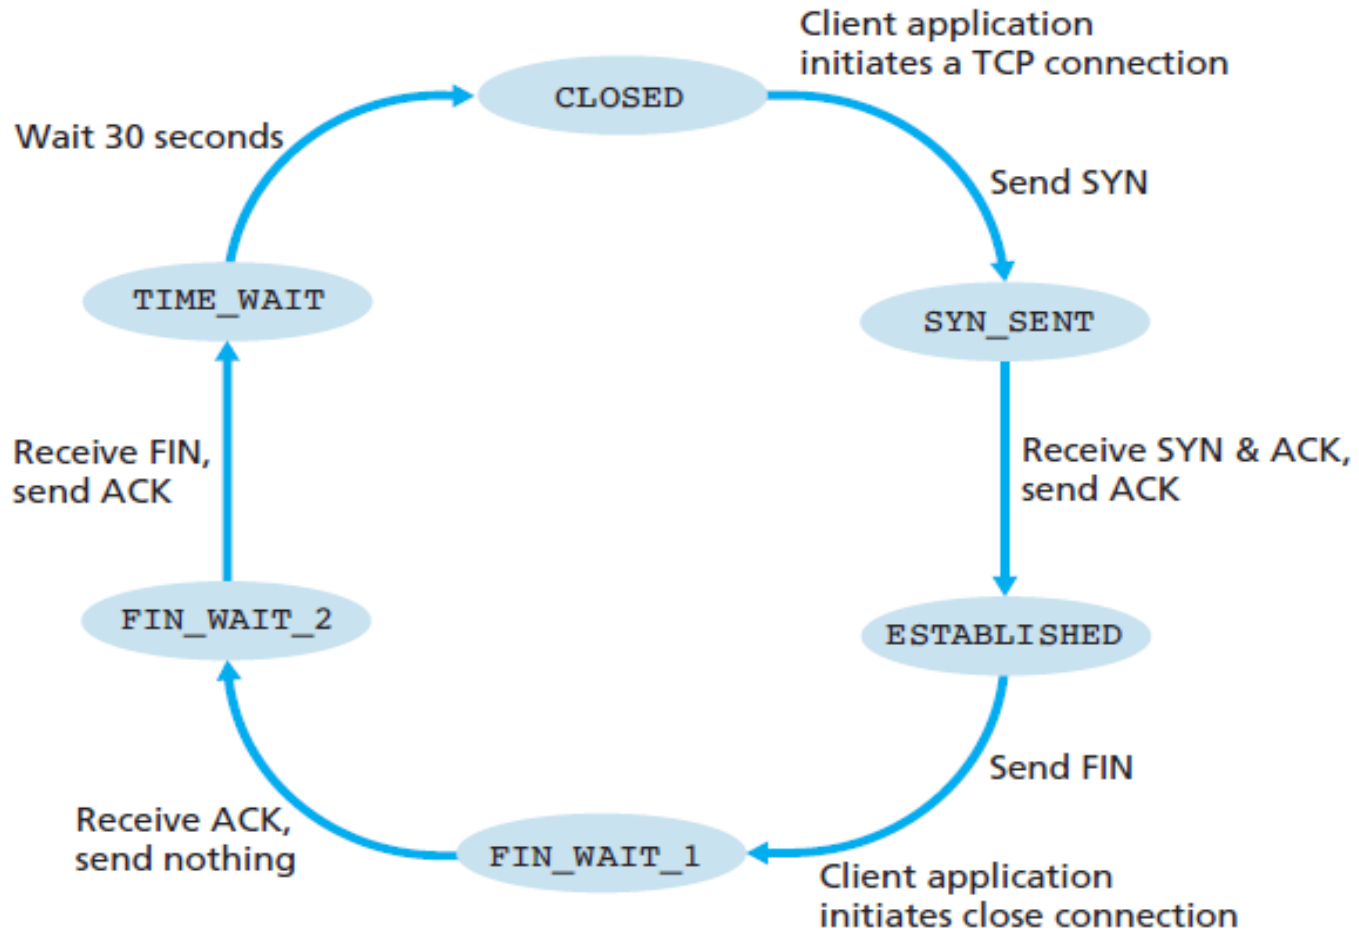 Client application
initiates a TCP connection
CLOSED
Wait 30 seconds
Send SYN
TIME_WAIT
SYN_SENT
Receive FIN,
send ACK
Receive SYN & ACK,
send ACK
FIN_WAIT_2
ESTABLISHED
Send FIN
Receive ACK,
send nothing
FIN_WAIT_1
Client application
initiates close connection